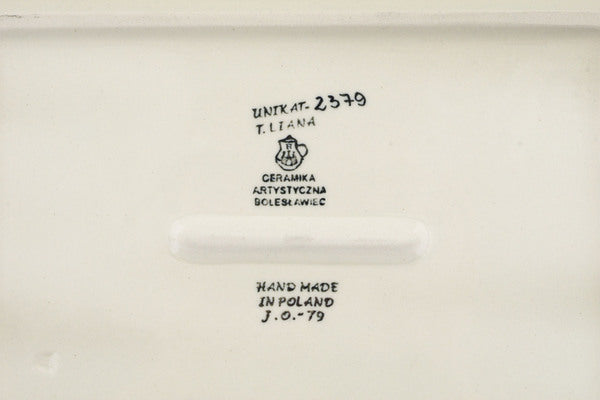 UNIKAT-2379
T. LIANA
CERAMIKA
ARTYSTYCZNA
BOLESŁAWIEC
HAND MADE
IN POLAND
J.O.-79